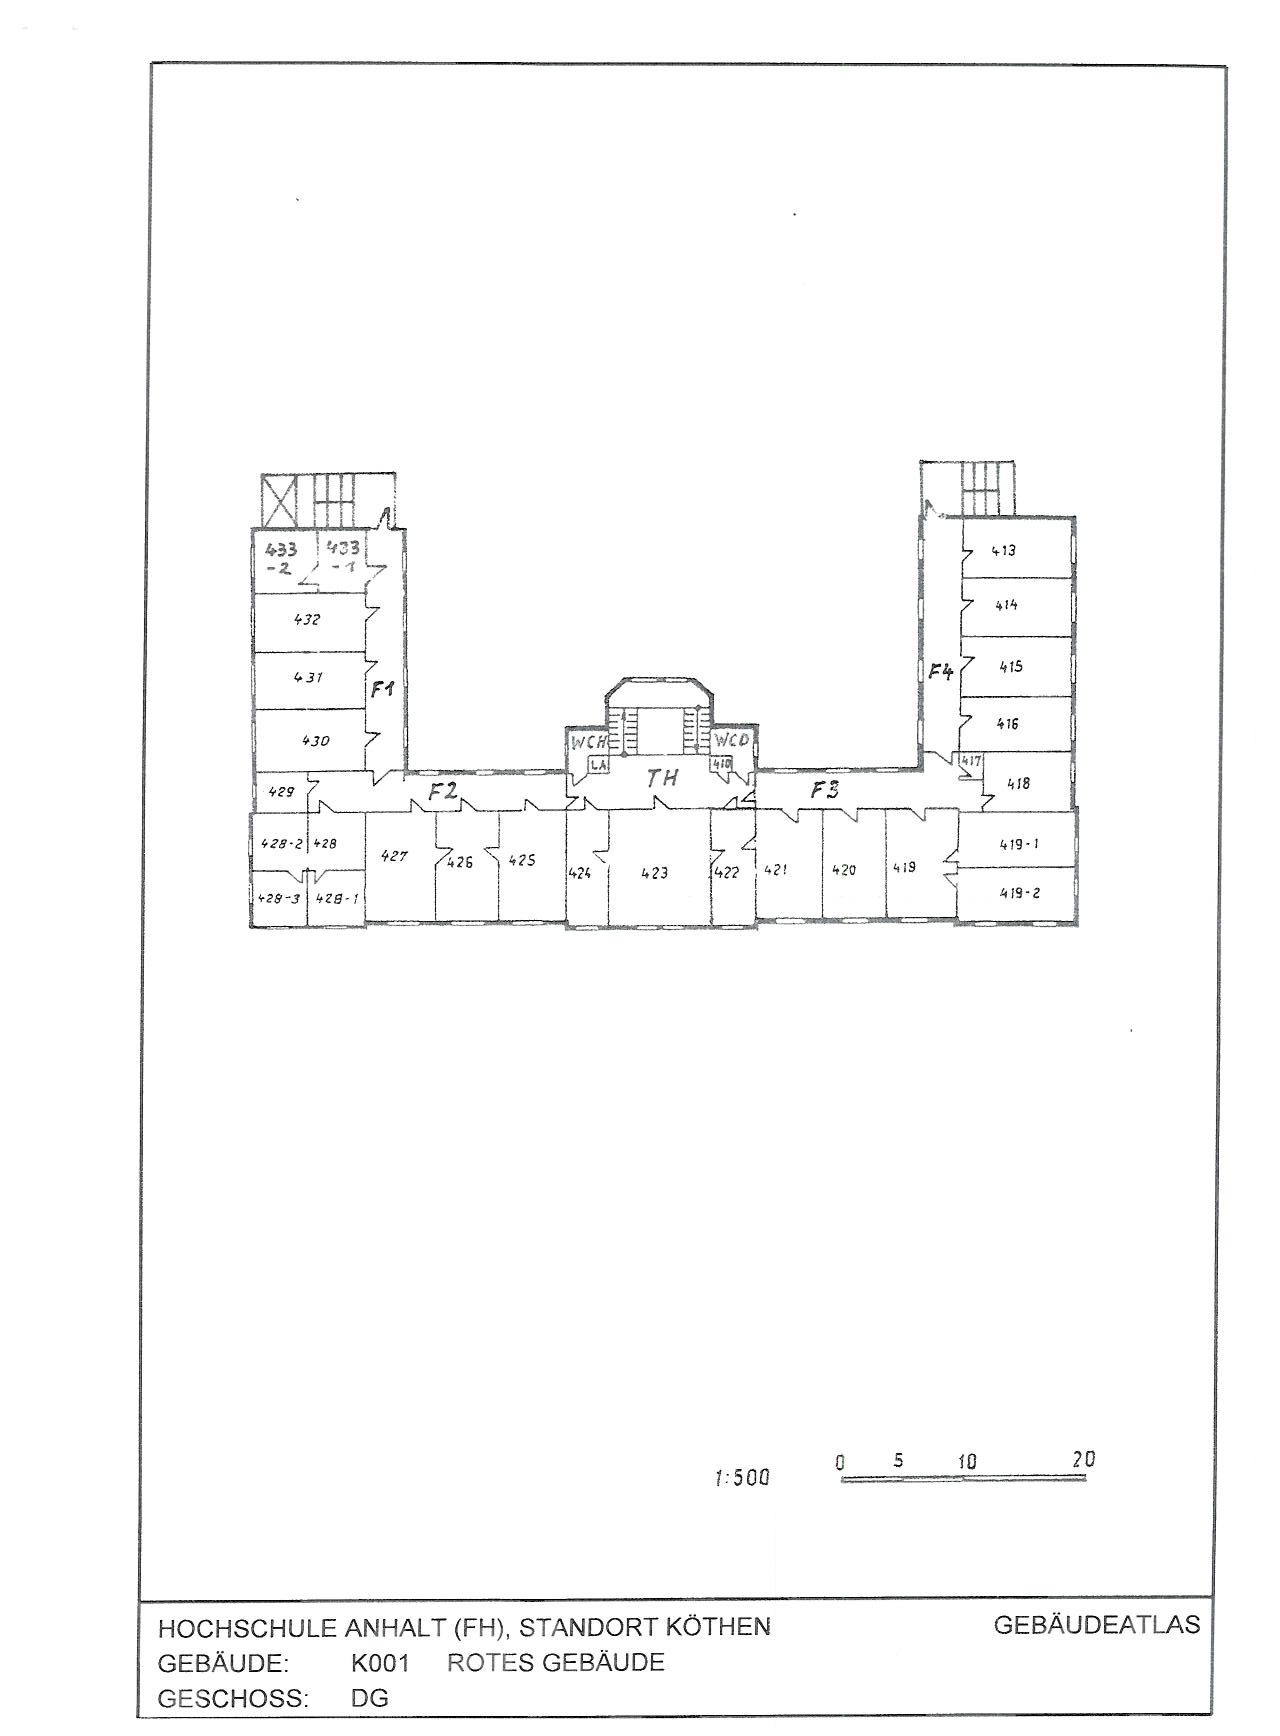 433 -2
433 -1
413
432
414
431
F1
F4
415
430
416
WCH
WCD
LA
410
TH
417
429
F2
F3
418
428-2
428
427
426
425
424
423
422
421
420
419
419-1
428-3
428-1
419-2
1:500
0 5 10 20
HOCHSCHULE ANHALT (FH), STANDORT KÖTHEN GEBÄUDEATLAS
GEBÄUDE: K001 ROTES GEBÄUDE
GESCHOSS: DG